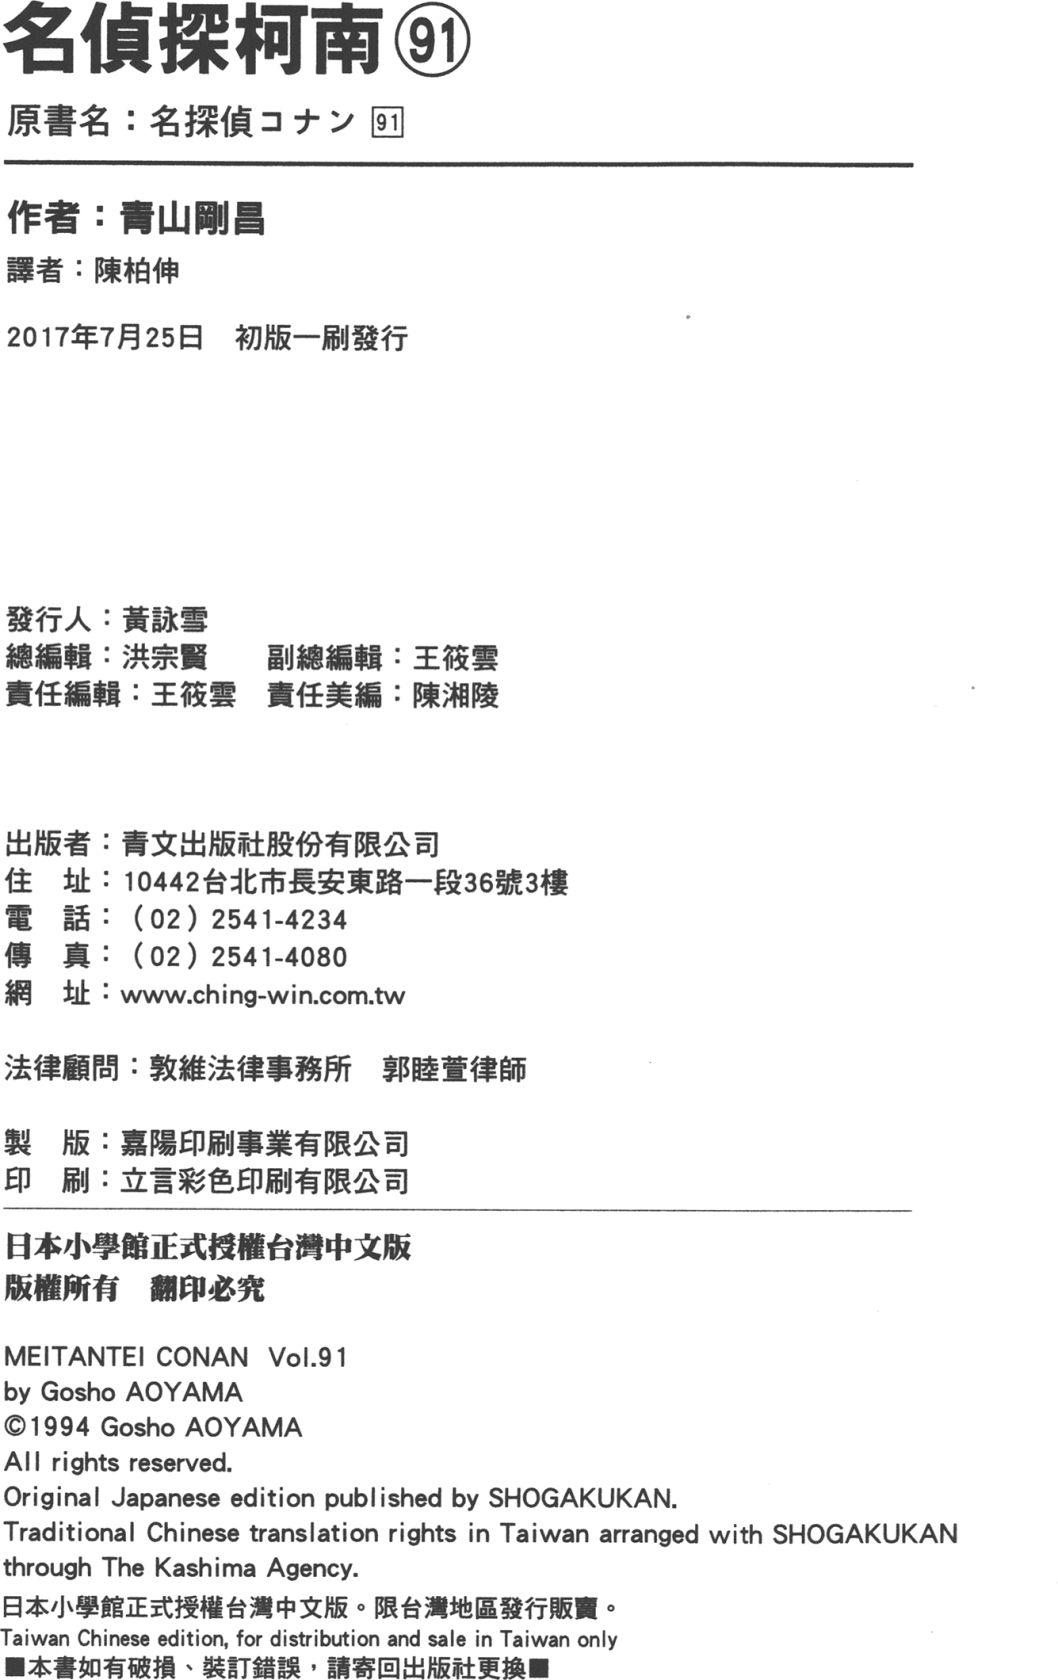 名偵探柯南 91
原書名：名探偵コナン 91
作者：青山剛昌
譯者：陳柏伸
2017年7月25日　初版一刷發行
發行人：黃詠雪
總編輯：洪宗賢　　副總編輯：王筱雲
責任編輯：王筱雲　責任美編：陳湘陵
出版者：青文出版社股份有限公司
住　址：10442台北市長安東路一段36號3樓
電　話：（02）2541-4234
傳　真：（02）2541-4080
網　址：www.ching-win.com.tw
法律顧問：敦維法律事務所　郭睦萱律師
製　版：嘉陽印刷事業有限公司
印　刷：立言彩色印刷有限公司
日本小學館正式授權台灣中文版
版權所有　翻印必究
MEITANTEI CONAN Vol.91
by Gosho AOYAMA
©1994 Gosho AOYAMA
All rights reserved.
Original Japanese edition published by SHOGAKUKAN.
Traditional Chinese translation rights in Taiwan arranged with SHOGAKUKAN
through The Kashima Agency.
日本小學館正式授權台灣中文版。限台灣地區發行販賣。
Taiwan Chinese edition, for distribution and sale in Taiwan only
■本書如有破損、裝訂錯誤，請寄回出版社更換■